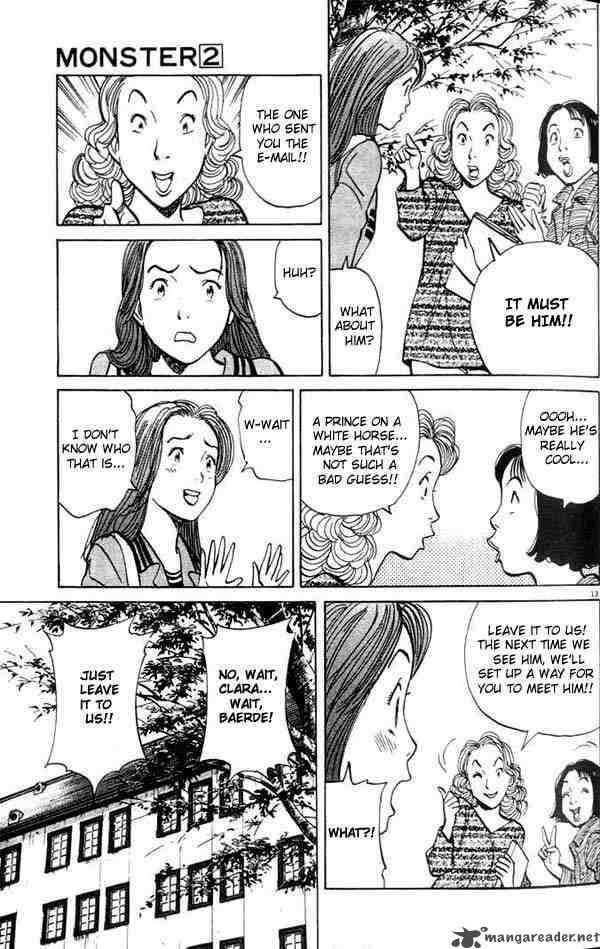 MONSTER 2
IT MUST
BE HIM!!
WHAT
ABOUT
HIM?
THE ONE
WHO SENT
YOU THE
E-MAIL!!
HUH?
OOOH...
MAYBE HE'S
REALLY
COOL...
A PRINCE ON A
WHITE HORSE...
MAYBE THAT'S
NOT SUCH A
BAD GUESS!!
W-WAIT
...
I DON'T
KNOW WHO
THAT IS...
13
LEAVE IT TO US!
THE NEXT TIME WE
SEE HIM, WE'LL
SET UP A WAY FOR
YOU TO MEET HIM!!
WHAT?!
NO, WAIT,
CLARA...
WAIT,
BAERDE!
JUST
LEAVE IT
TO US!!
mangareader.net